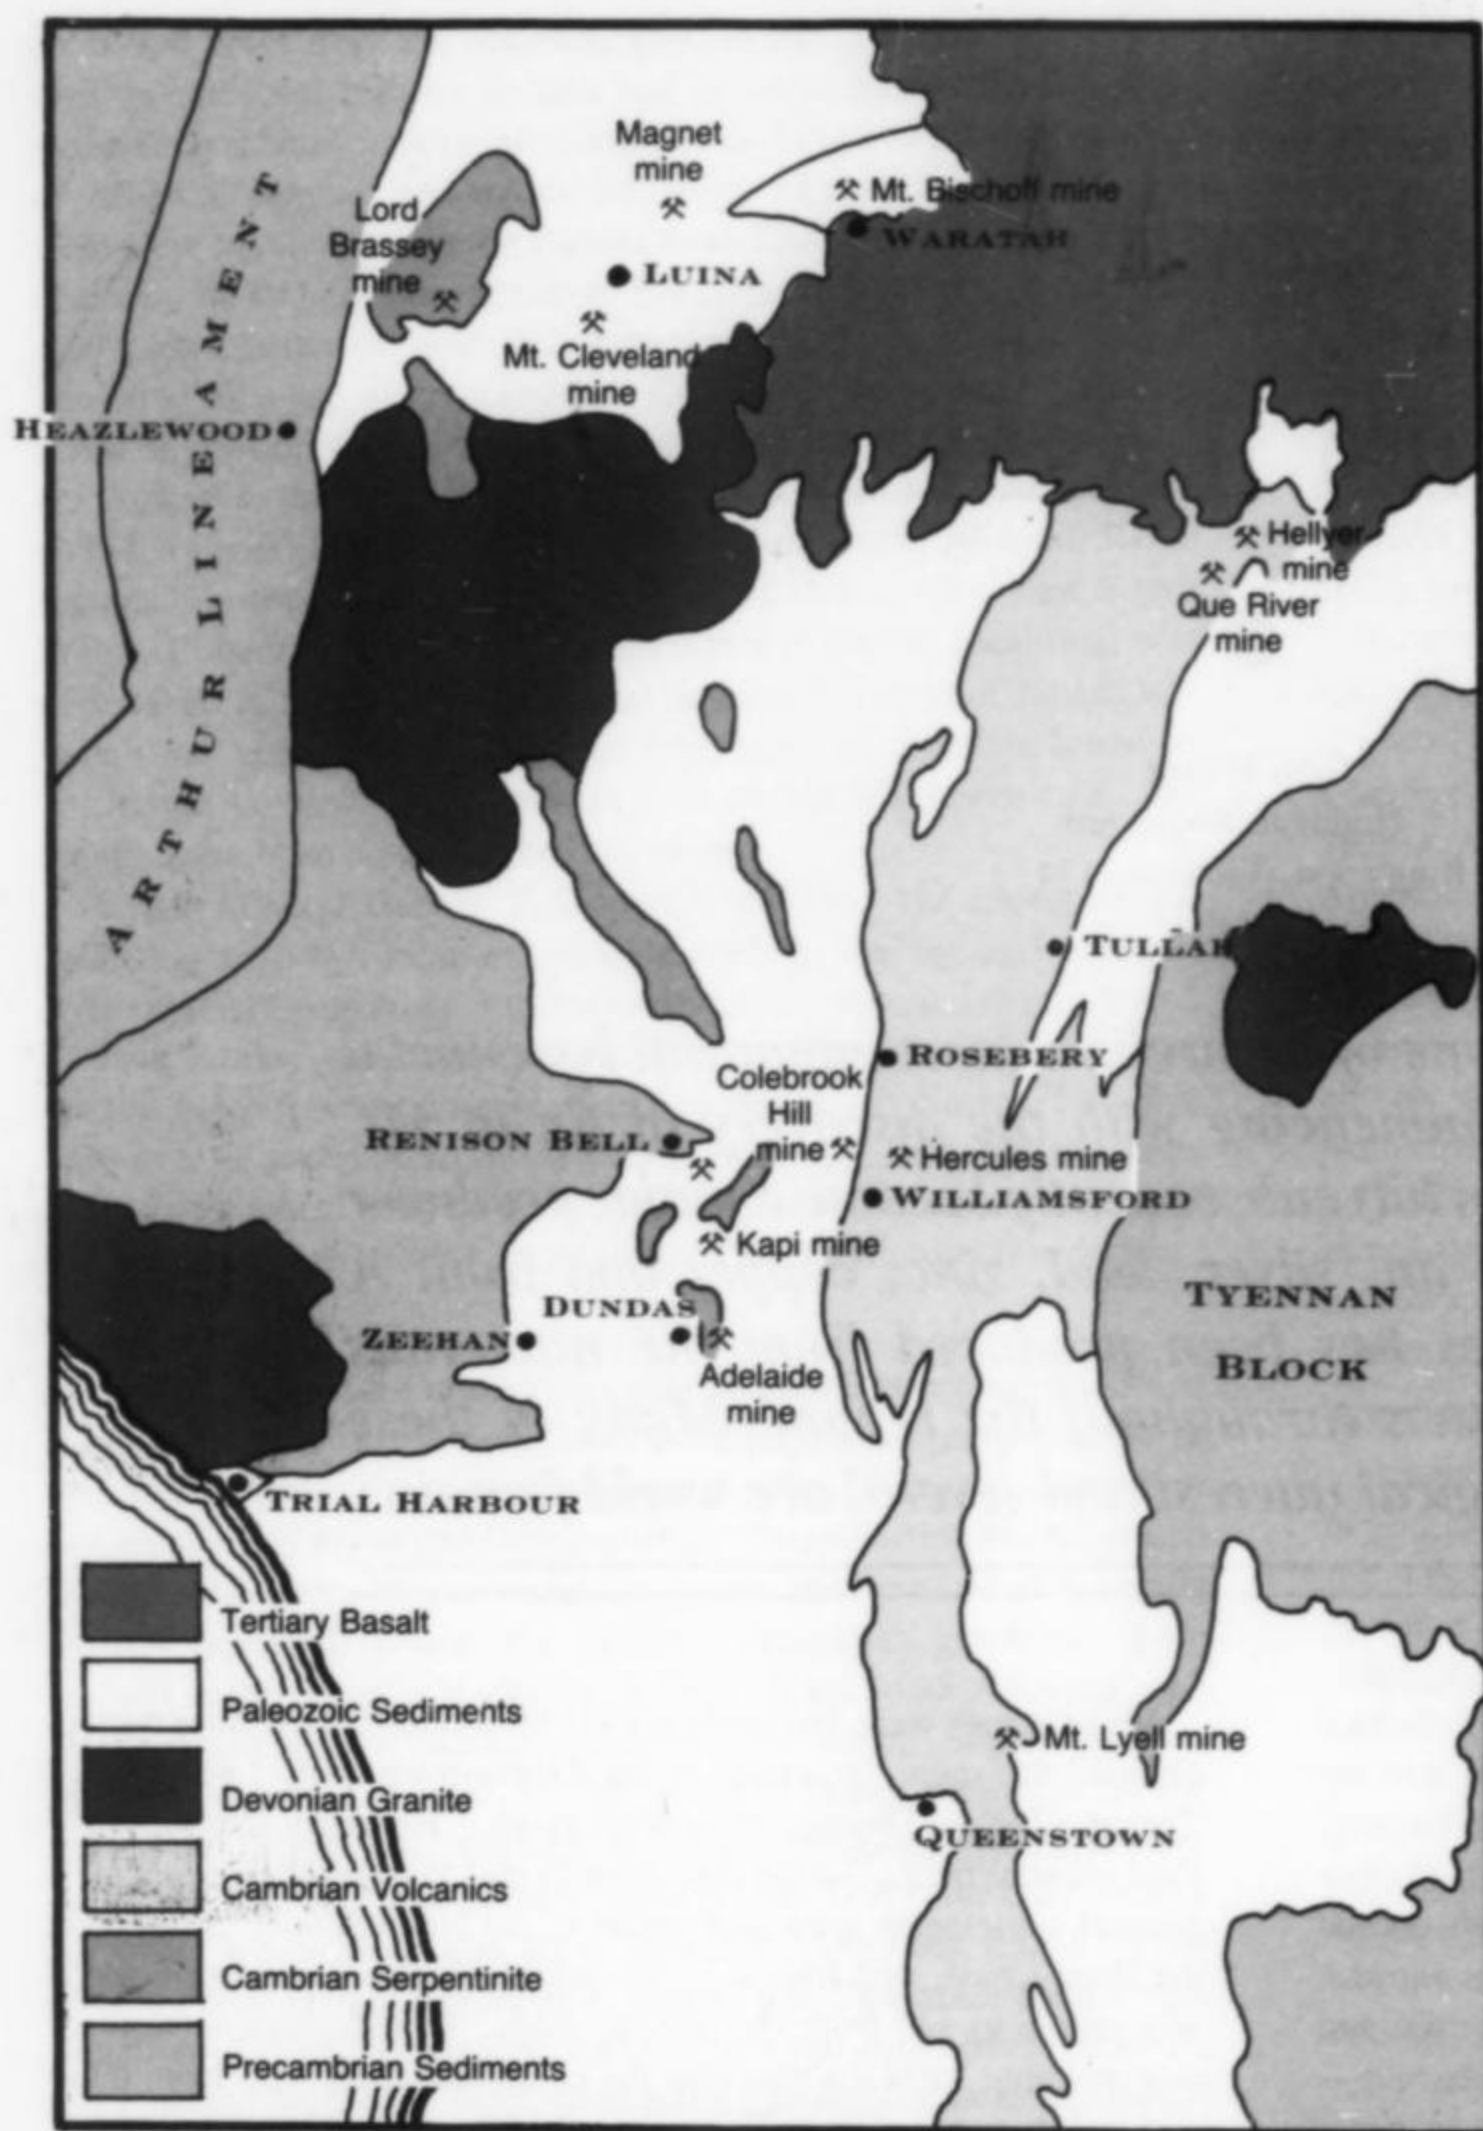 Magnet
mine
Mt. Bischoff mine
WARATAH
Lord
Brassey
mine
LUINA
Mt. Cleveland
mine
HEAZLEWOOD
ARTHUR LINEAMENT
Hellyer
mine
Que River
mine
TULLAH
ROSEBERY
Colebrook
Hill
mine
RENISON BELL
Hercules mine
WILLIAMSFORD
Kapi mine
DUNDAS
ZEEHAN
Adelaide
mine
TYENNAN
BLOCK
TRIAL HARBOUR
Tertiary Basalt
Paleozoic Sediments
Mt. Lyell mine
Devonian Granite
QUEENSTOWN
Cambrian Volcanics
Cambrian Serpentinite
Precambrian Sediments